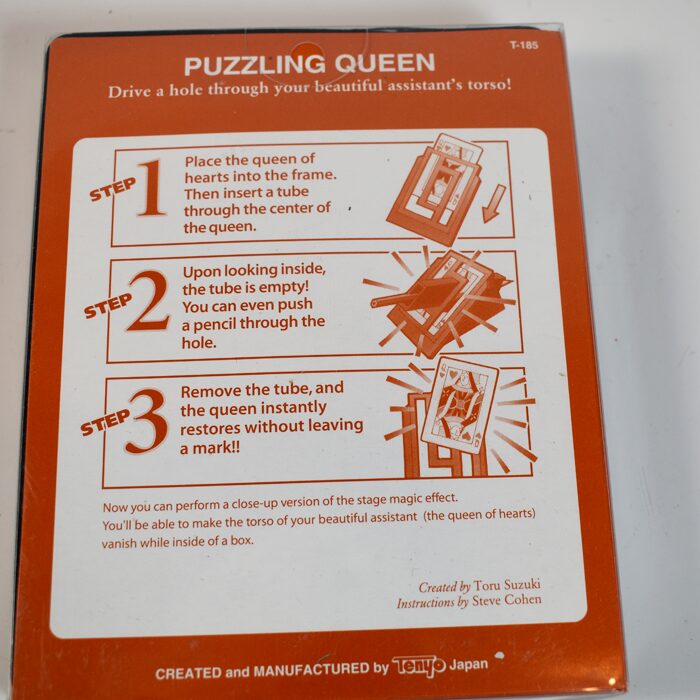 T-185
PUZZLING QUEEN
Drive a hole through your beautiful assistant's torso!
STEP 1
Place the queen of
hearts into the frame.
Then insert a tube
through the center of
the queen.
STEP 2
Upon looking inside,
the tube is empty!
You can even push
a pencil through the
hole.
STEP 3
Remove the tube, and
the queen instantly
restores without leaving
a mark!!
Now you can perform a close-up version of the stage magic effect.
You'll be able to make the torso of your beautiful assistant (the queen of hearts)
vanish while inside of a box.
Created by Toru Suzuki
Instructions by Steve Cohen
CREATED and MANUFACTURED by Tenyo Japan